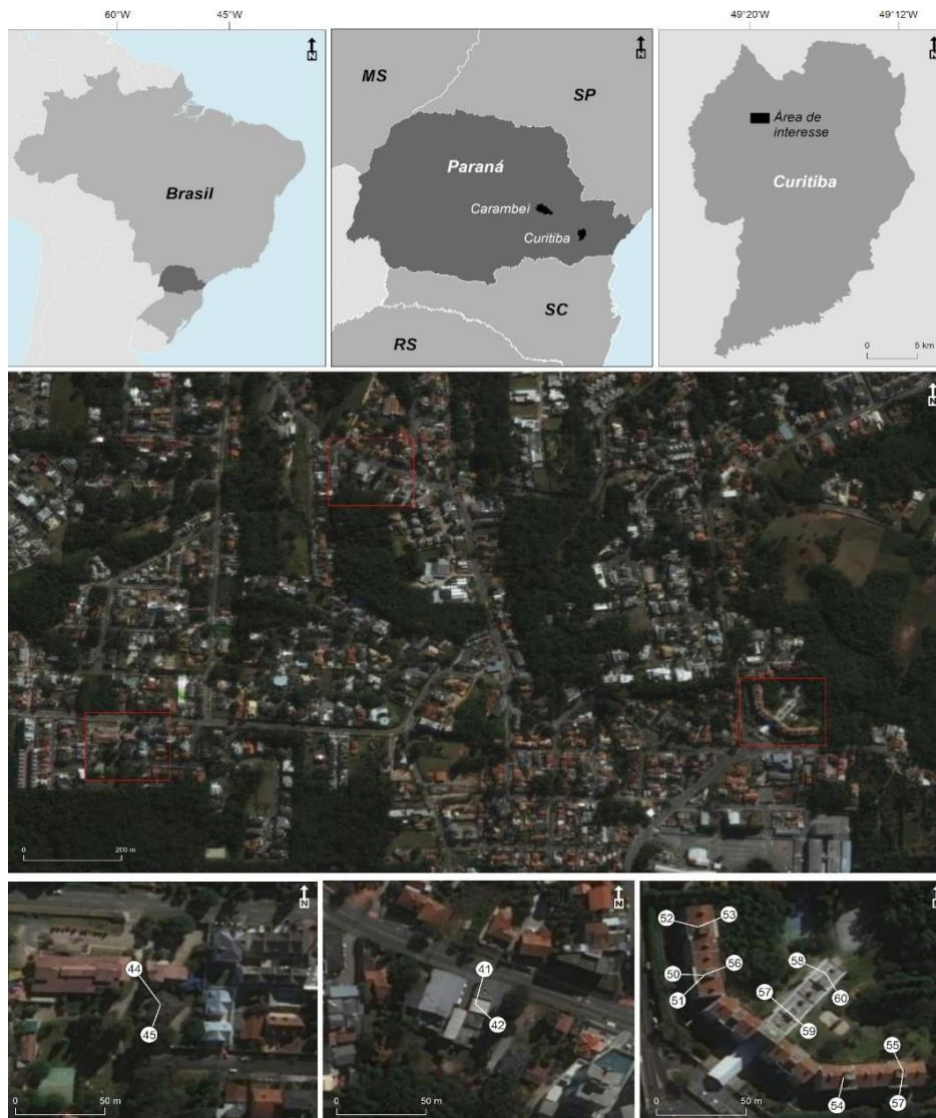 60°W 45°W 49°20'W 49°12'W
N N N
MS
SP
Área de
interesse
Brasil
Paraná
Curitiba
Carambei
Curitiba
SC
RS
0 5 km
N
0 200 m
N N N
52 53
44 41 58
50 56
51 57 60
45 42 59
55
54 57
0 50 m 0 50 m 0 50 m